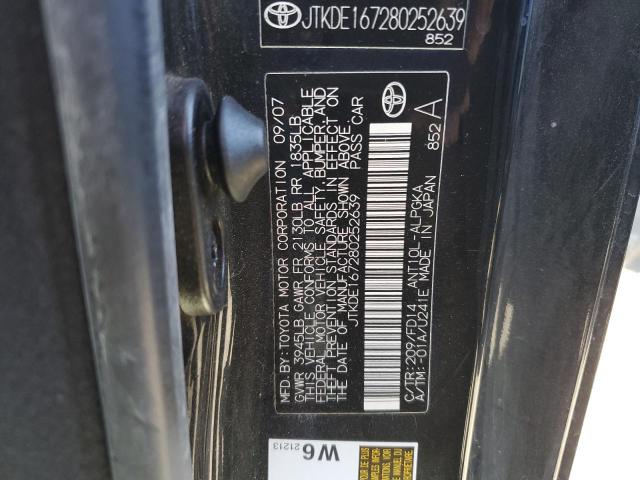 JTKDE167280252639
852
MFD. BY: TOYOTA MOTOR CORPORATION 09/07
GVWR 3945LB GAWR FR 2130LB RR 1835LB
THIS VEHICLE CONFORMS TO ALL APPLICABLE
FEDERAL MOTOR VEHICLE SAFETY, BUMPER, AND
THEFT PREVENTION STANDARDS IN EFFECT ON
THE DATE OF MANUFACTURE SHOWN ABOVE.
JTKDE167280252639 PASS CAR
C/TR: 209/FD14 ANT10L-ALPGKA
A/TM: -01A/U241E MADE IN JAPAN
852 A
W6
21213